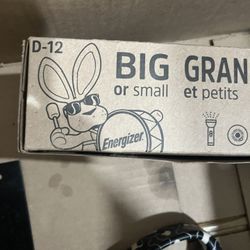 D-12
BIG GRAN
or small et petits
Energizer